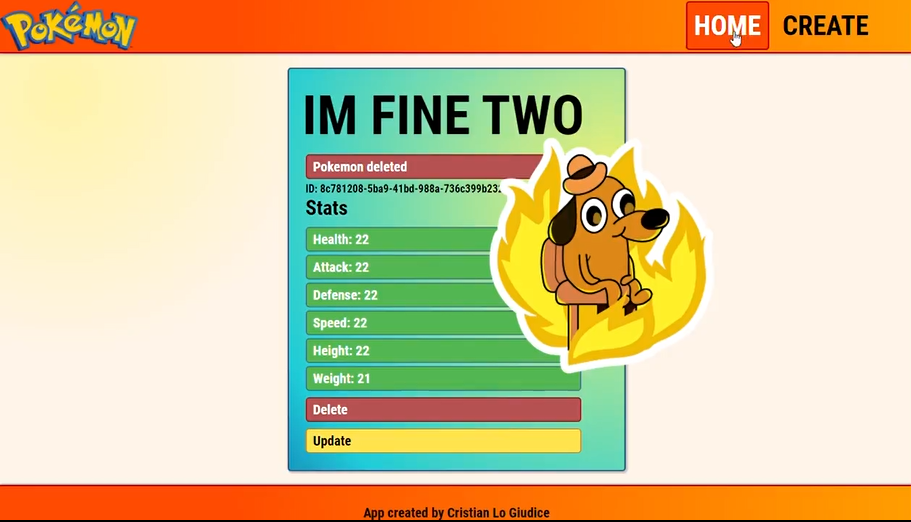 POKéMON
HOME CREATE
IM FINE TWO
Pokemon deleted
ID: 8c781208-5ba9-41bd-988a-736c399b23
Stats
Health: 22
Attack: 22
Defense: 22
Speed: 22
Height: 22
Weight: 21
Delete
Update
App created by Cristian Lo Giudice